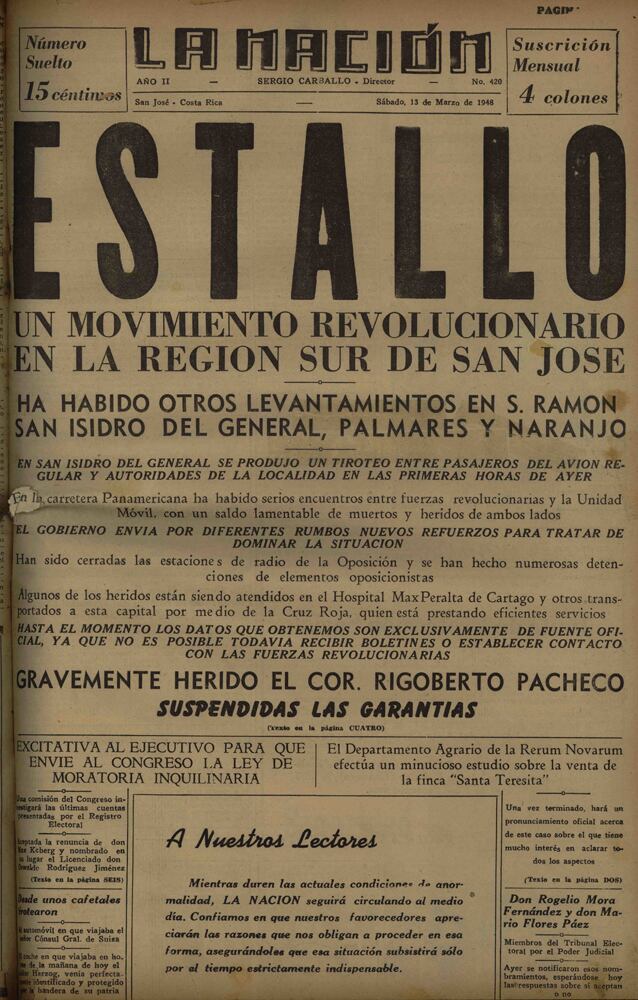 PAGIN
Número
Suelto
15 céntimos
LA NACION
AÑO II — SERGIO CARBALLO - Director — No. 420
San José - Costa Rica — Sábado, 13 de Marzo de 1948
Suscrición
Mensual
4 colones
ESTALLO
UN MOVIMIENTO REVOLUCIONARIO
EN LA REGION SUR DE SAN JOSE
HA HABIDO OTROS LEVANTAMIENTOS EN S. RAMON
SAN ISIDRO DEL GENERAL, PALMARES Y NARANJO
EN SAN ISIDRO DEL GENERAL SE PRODUJO UN TIROTEO ENTRE PASAJEROS DEL AVION RE-
GULAR Y AUTORIDADES DE LA LOCALIDAD EN LAS PRIMERAS HORAS DE AYER
En la carretera Panamericana ha habido serios encuentros entre fuerzas revolucionarias y la Unidad
Móvil, con un saldo lamentable de muertos y heridos de ambos lados
EL GOBIERNO ENVIA POR DIFERENTES RUMBOS NUEVOS REFUERZOS PARA TRATAR DE
DOMINAR LA SITUACION
Han sido cerradas las estaciones de radio de la Oposición y se han hecho numerosas deten-
ciones de elementos oposicionistas
Algunos de los heridos están siendo atendidos en el Hospital Max Peralta de Cartago y otros trans-
portados a esta capital por medio de la Cruz Roja, quien está prestando eficientes servicios
HASTA EL MOMENTO LOS DATOS QUE OBTENEMOS SON EXCLUSIVAMENTE DE FUENTE OFI-
CIAL, YA QUE NO ES POSIBLE TODAVIA RECIBIR BOLETINES O ESTABLECER CONTACTO
CON LAS FUERZAS REVOLUCIONARIAS
GRAVEMENTE HERIDO EL COR. RIGOBERTO PACHECO
SUSPENDIDAS LAS GARANTIAS
(Texto en la página CUATRO)
EXCITATIVA AL EJECUTIVO PARA QUE
ENVIE AL CONGRESO LA LEY DE
MORATORIA INQUILINARIA
El Departamento Agrario de la Rerum Novarum
efectúa un minucioso estudio sobre la venta de
la finca "Santa Teresita"
Una comisión del Congreso in-
vestigará las últimas cuentas
presentadas por el Registro
Electoral
Aceptada la renuncia de don
Max Koberg y nombrado en
su lugar el Licenciado don
Oswaldo Rodríguez Jiménez
(Texto en la página SEIS)
Desde unos cafetales
tirotearon
el automóvil en que viajaba el
señor Cónsul Gral. de Suiza
El coche en que viajaba en ho-
ras de la mañana de hoy el
señor Herzog, venía perfecta-
mente identificado y protegido
por la bandera de su patria
A Nuestros Lectores
Mientras duren las actuales condiciones de anor-
malidad, LA NACION seguirá circulando al medio
día. Confiamos en que nuestros favorecedores apre-
ciarán las razones que nos obligan a proceder en esa
forma, asegurándoles que esa situación subsistirá sólo
por el tiempo estrictamente indispensable.
Una vez terminado, hará un
pronunciamiento oficial acerca
de este caso sobre el que tiene
mucho interés en aclarar to-
dos los aspectos
(Texto en la página DOS)
Don Rogelio Mora
Fernández y don Ma-
rio Flores Páez
Miembros del Tribunal Elec-
toral por el Poder Judicial
Ayer se notificaron esos nom-
bramientos, esperándose hoy
las respuestas sobre si aceptan
o no